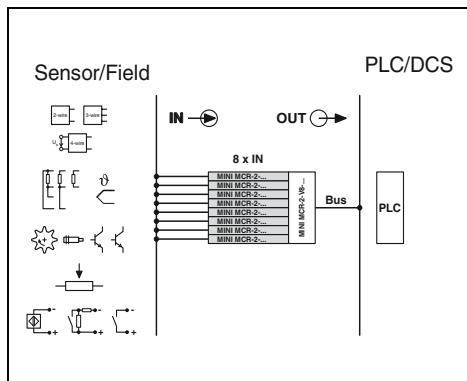 Sensor/Field
PLC/DCS
IN
OUT
2-wire
3-wire
4-wire
8 x IN
ϑ
MINI MCR-2-...
MINI MCR-2-...
MINI MCR-2-...
MINI MCR-2-...
MINI MCR-2-...
MINI MCR-2-...
MINI MCR-2-...
MINI MCR-2-...
MINI MCR-2-V8-...
Bus
PLC
- - -
+ + +